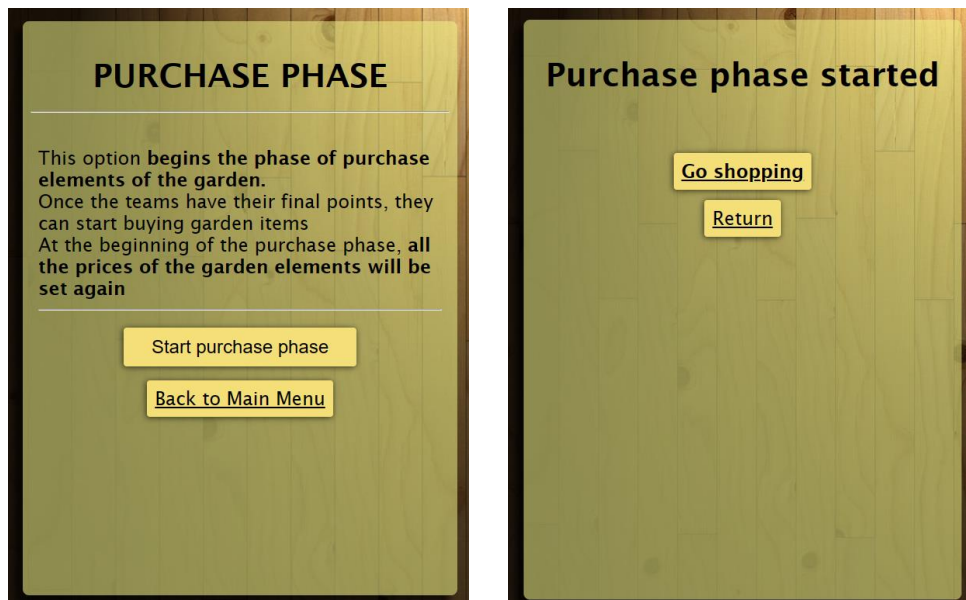 PURCHASE PHASE
This option begins the phase of purchase
elements of the garden.
Once the teams have their final points, they
can start buying garden items
At the beginning of the purchase phase, all
the prices of the garden elements will be
set again
Start purchase phase
Back to Main Menu
Purchase phase started
Go shopping
Return